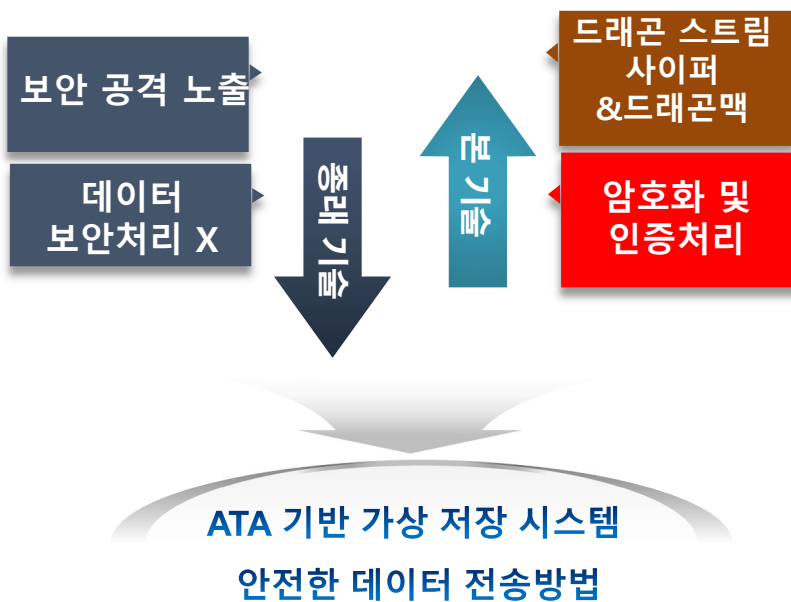 보안 공격 노출
데이터
보안처리 X
종래 기술
본 기술
드래곤 스트림
사이퍼
&드래곤맥
암호화 및
인증처리
ATA 기반 가상 저장 시스템
안전한 데이터 전송방법